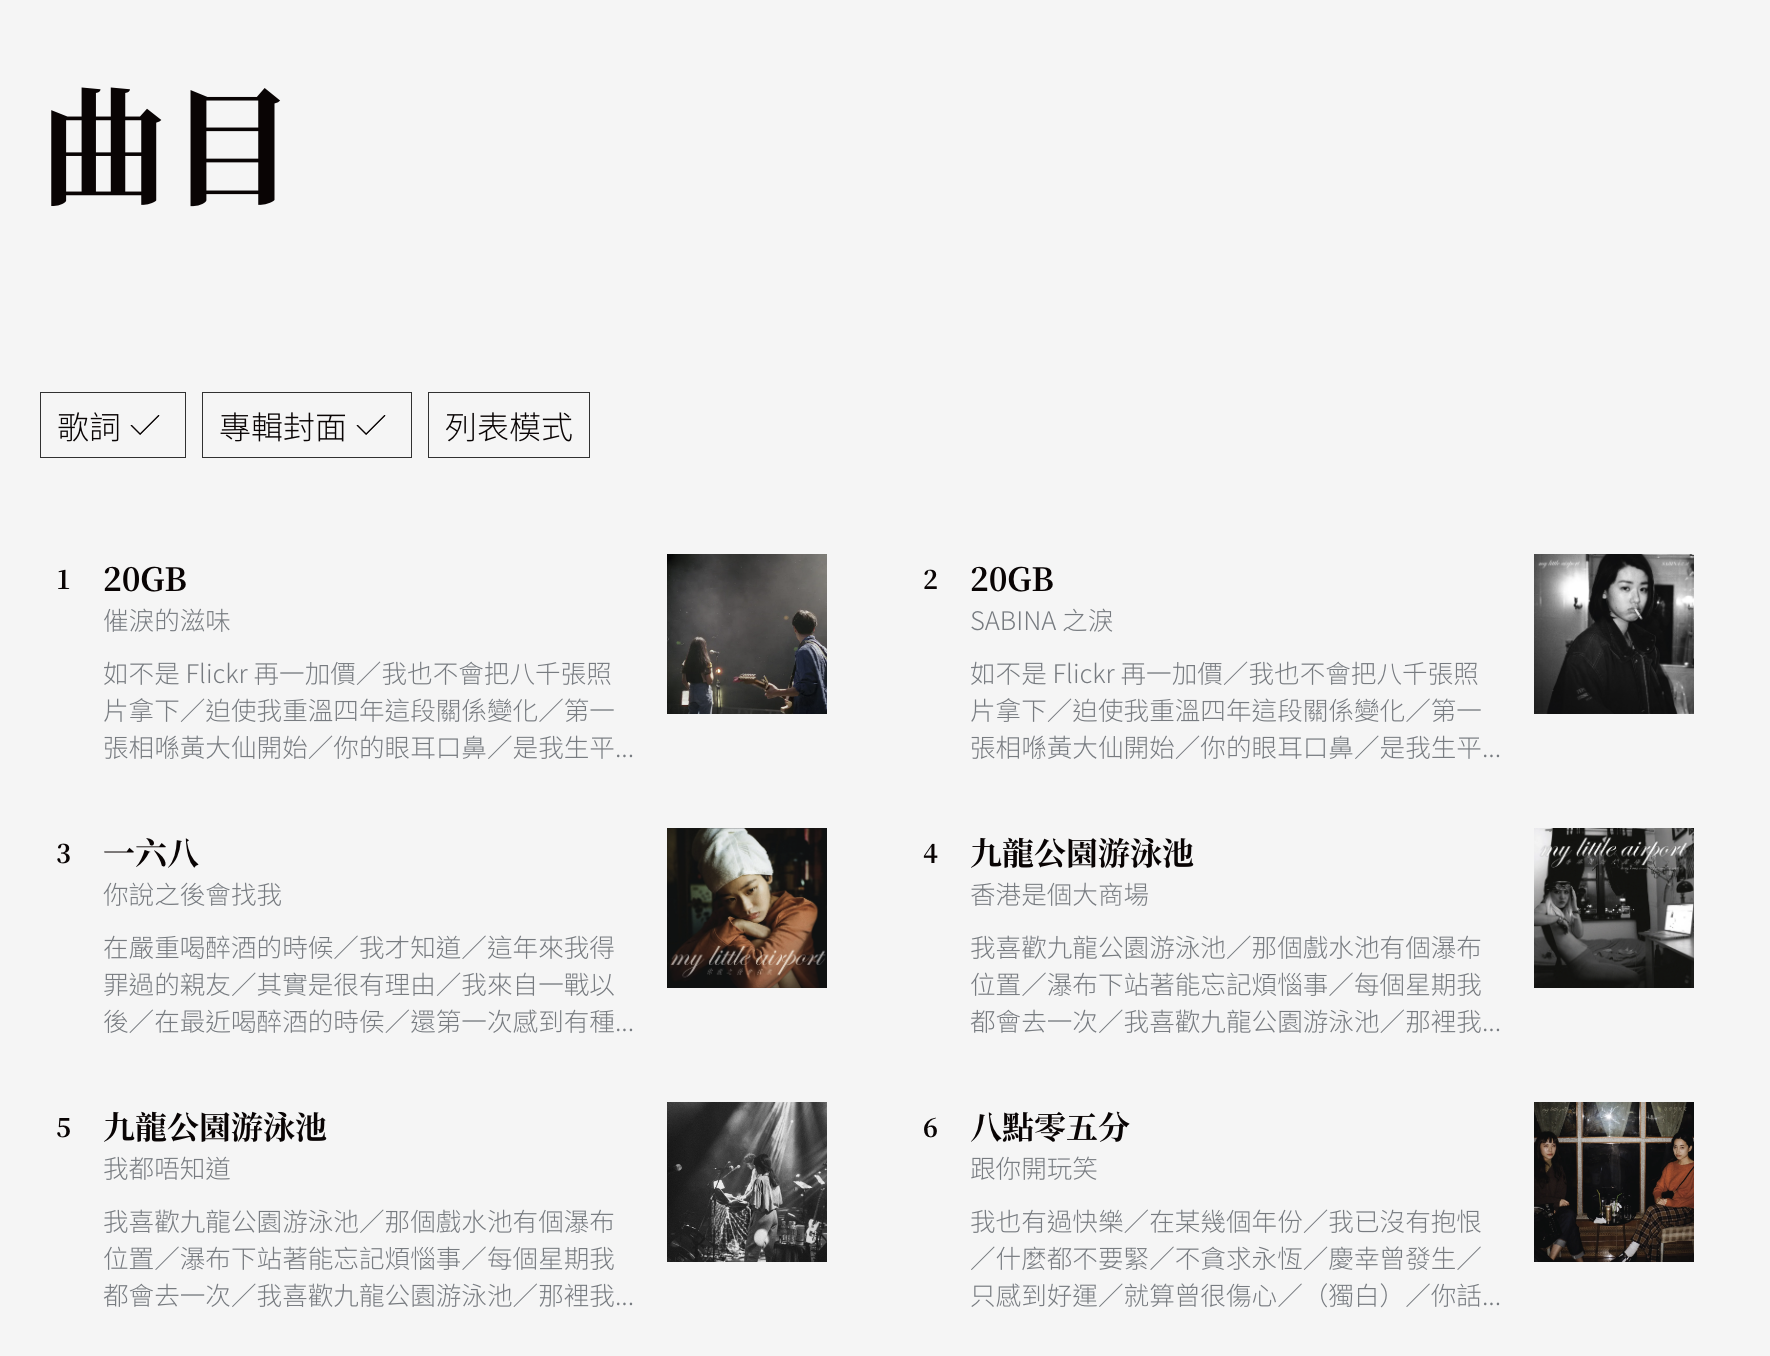 曲目
歌詞
專輯封面
列表模式
1 20GB
催淚的滋味
如不是 Flickr 再一加價／我也不會把八千張照
片拿下／迫使我重溫四年這段關係變化／第一
張相喺黃大仙開始／你的眼耳口鼻／是我生平...
2 20GB
SABINA 之淚
如不是 Flickr 再一加價／我也不會把八千張照
片拿下／迫使我重溫四年這段關係變化／第一
張相喺黃大仙開始／你的眼耳口鼻／是我生平...
my little airport
3 一六八
你說之後會找我
在嚴重喝醉酒的時候／我才知道／這年來我得
罪過的親友／其實是很有理由／我來自一戰以
後／在最近喝醉酒的時侯／還第一次感到有種...
my little airport
4 九龍公園游泳池
香港是個大商場
我喜歡九龍公園游泳池／那個戲水池有個瀑布
位置／瀑布下站著能忘記煩惱事／每個星期我
都會去一次／我喜歡九龍公園游泳池／那裡我...
my little airport
5 九龍公園游泳池
我都唔知道
我喜歡九龍公園游泳池／那個戲水池有個瀑布
位置／瀑布下站著能忘記煩惱事／每個星期我
都會去一次／我喜歡九龍公園游泳池／那裡我...
6 八點零五分
跟你開玩笑
我也有過快樂／在某幾個年份／我已沒有抱恨
／什麼都不要緊／不貪求永恆／慶幸曾發生／
只感到好運／就算曾很傷心／（獨白）／你話...